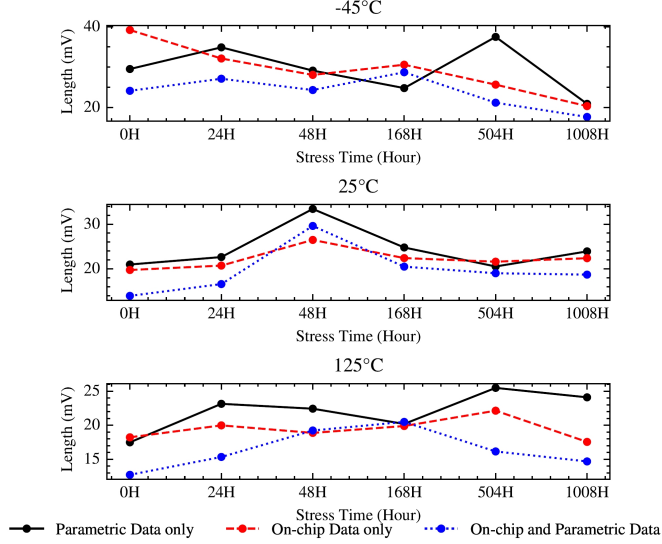 -45°C
Length (mV)
40
20
0H 24H 48H 168H 504H 1008H
Stress Time (Hour)
25°C
Length (mV)
30
20
0H 24H 48H 168H 504H 1008H
Stress Time (Hour)
125°C
Length (mV)
25
20
15
0H 24H 48H 168H 504H 1008H
Stress Time (Hour)
Parametric Data only On-chip Data only On-chip and Parametric Data